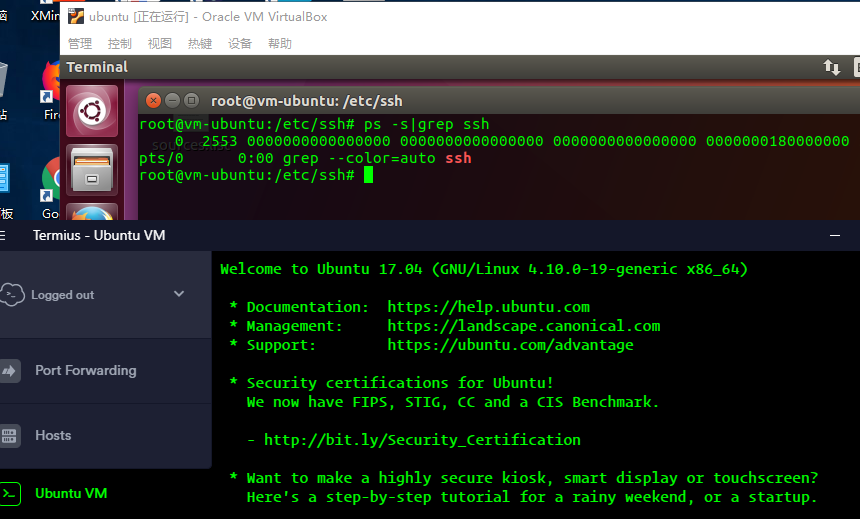 XMin
ubuntu [正在运行] - Oracle VM VirtualBox
管理 控制 视图 热键 设备 帮助
Terminal
root@vm-ubuntu: /etc/ssh
root@vm-ubuntu:/etc/ssh# ps -s|grep ssh
2553 0000000000000000 0000000000000000 0000000000000000 0000000180000000
pts/0 0:00 grep --color=auto ssh
root@vm-ubuntu:/etc/ssh#
Fire
Go
Termius - Ubuntu VM
Logged out
Port Forwarding
Hosts
Ubuntu VM
Welcome to Ubuntu 17.04 (GNU/Linux 4.10.0-19-generic x86_64)
* Documentation: https://help.ubuntu.com
* Management: https://landscape.canonical.com
* Support: https://ubuntu.com/advantage
* Security certifications for Ubuntu!
We now have FIPS, STIG, CC and a CIS Benchmark.
- http://bit.ly/Security_Certification
* Want to make a highly secure kiosk, smart display or touchscreen?
Here's a step-by-step tutorial for a rainy weekend, or a startup.